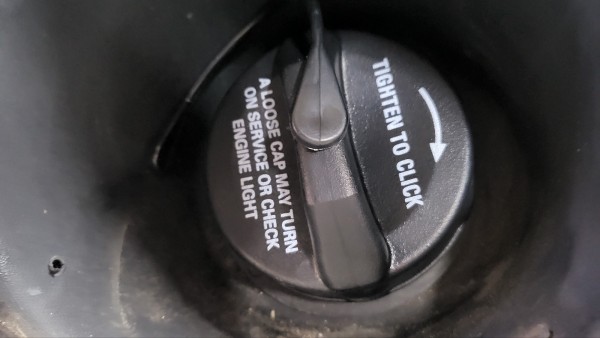 TIGHTEN TO CLICK
A LOOSE CAP MAY TURN
ON SERVICE OR CHECK
ENGINE LIGHT